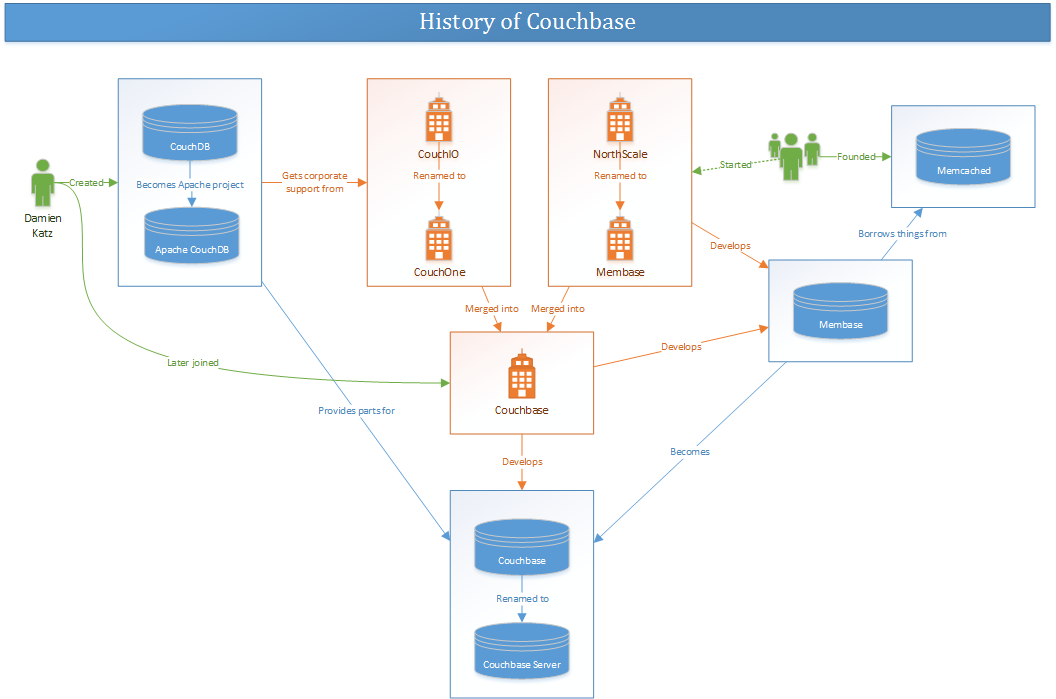 History of Couchbase
CouchDB
Becomes Apache project
Apache CouchDB
Created
Damien
Katz
Gets corporate
support from
CouchIO
Renamed to
CouchOne
NorthScale
Renamed to
Membase
Started
Founded
Memcached
Borrows things from
Develops
Membase
Merged into
Merged into
Couchbase
Develops
Later joined
Provides parts for
Develops
Becomes
Couchbase
Renamed to
Couchbase Server